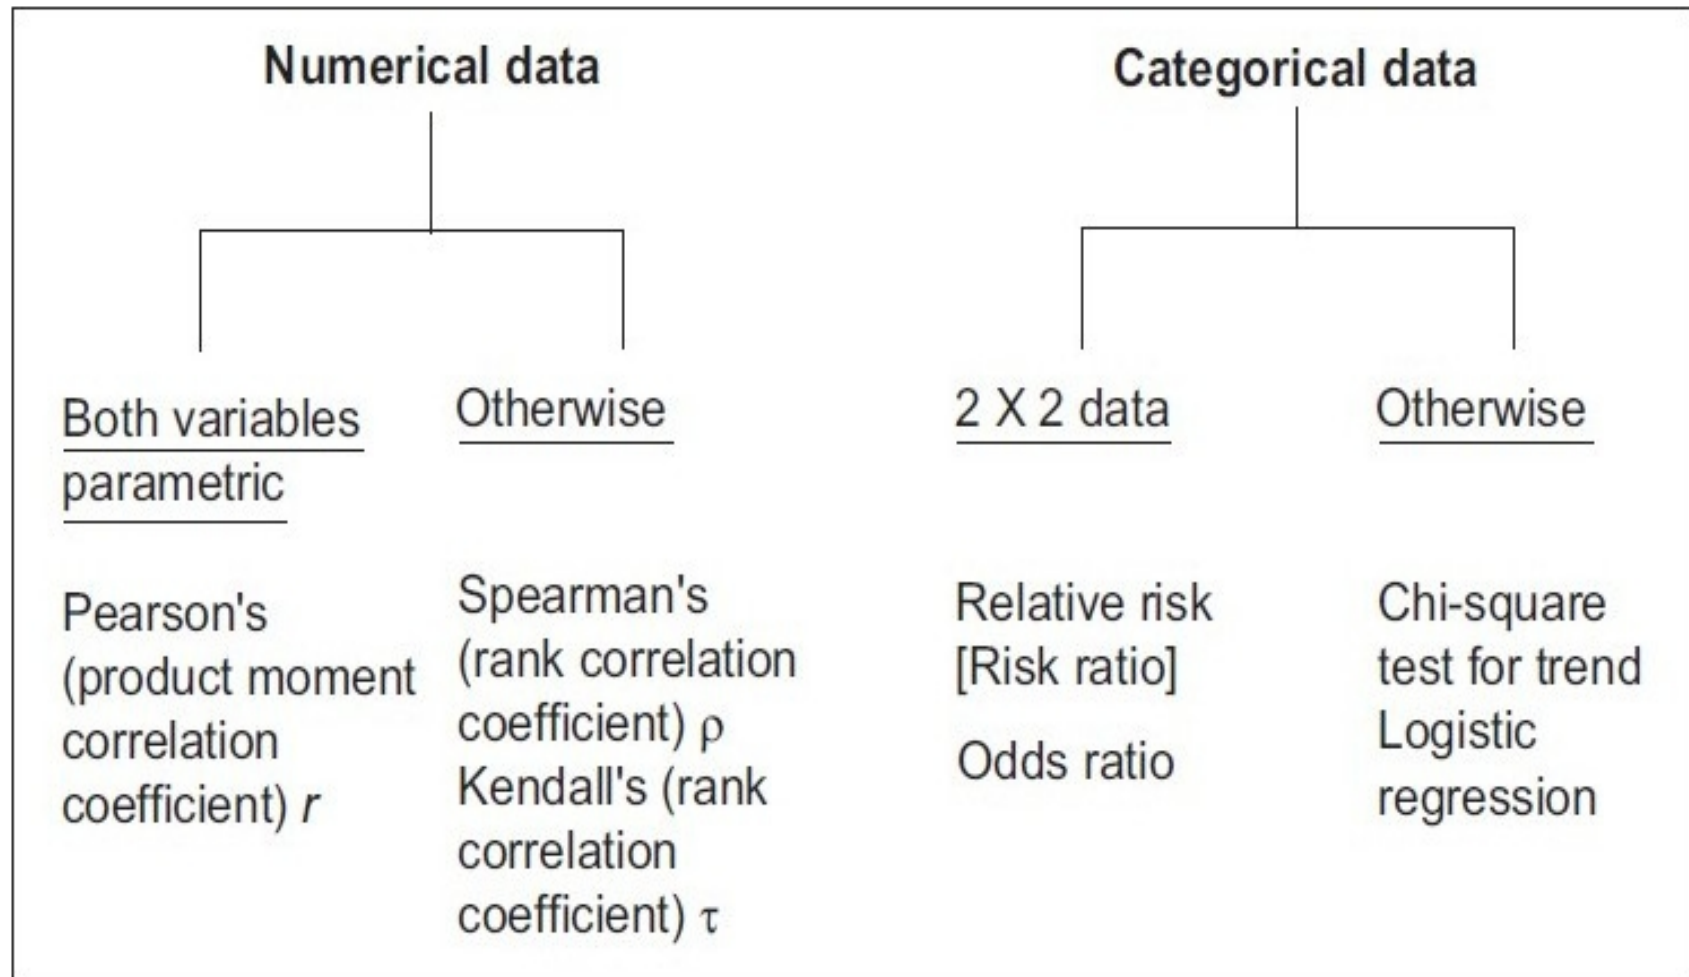 Numerical data
Both variables
parametric
Pearson's
(product moment
correlation
coefficient) r
Otherwise
Spearman's
(rank correlation
coefficient) ρ
Kendall's (rank
correlation
coefficient) τ
Categorical data
2 X 2 data
Relative risk
[Risk ratio]
Odds ratio
Otherwise
Chi-square
test for trend
Logistic
regression